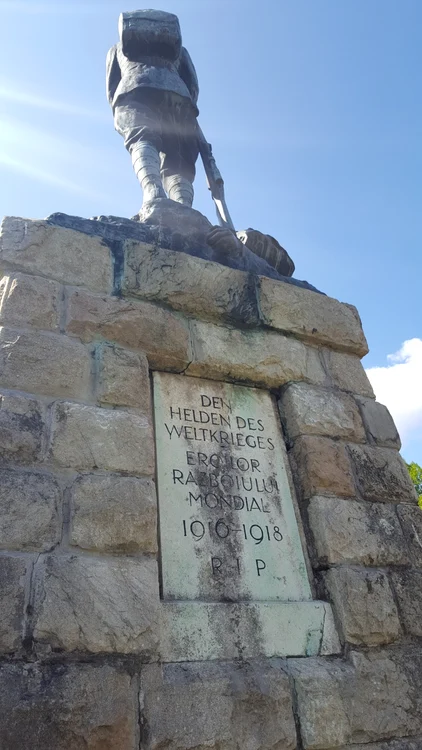 DEN
HELDEN DES
WELTKRIEGES
EROILOR
RAZBOIULUI
MONDIAL
1916-1918
R I P